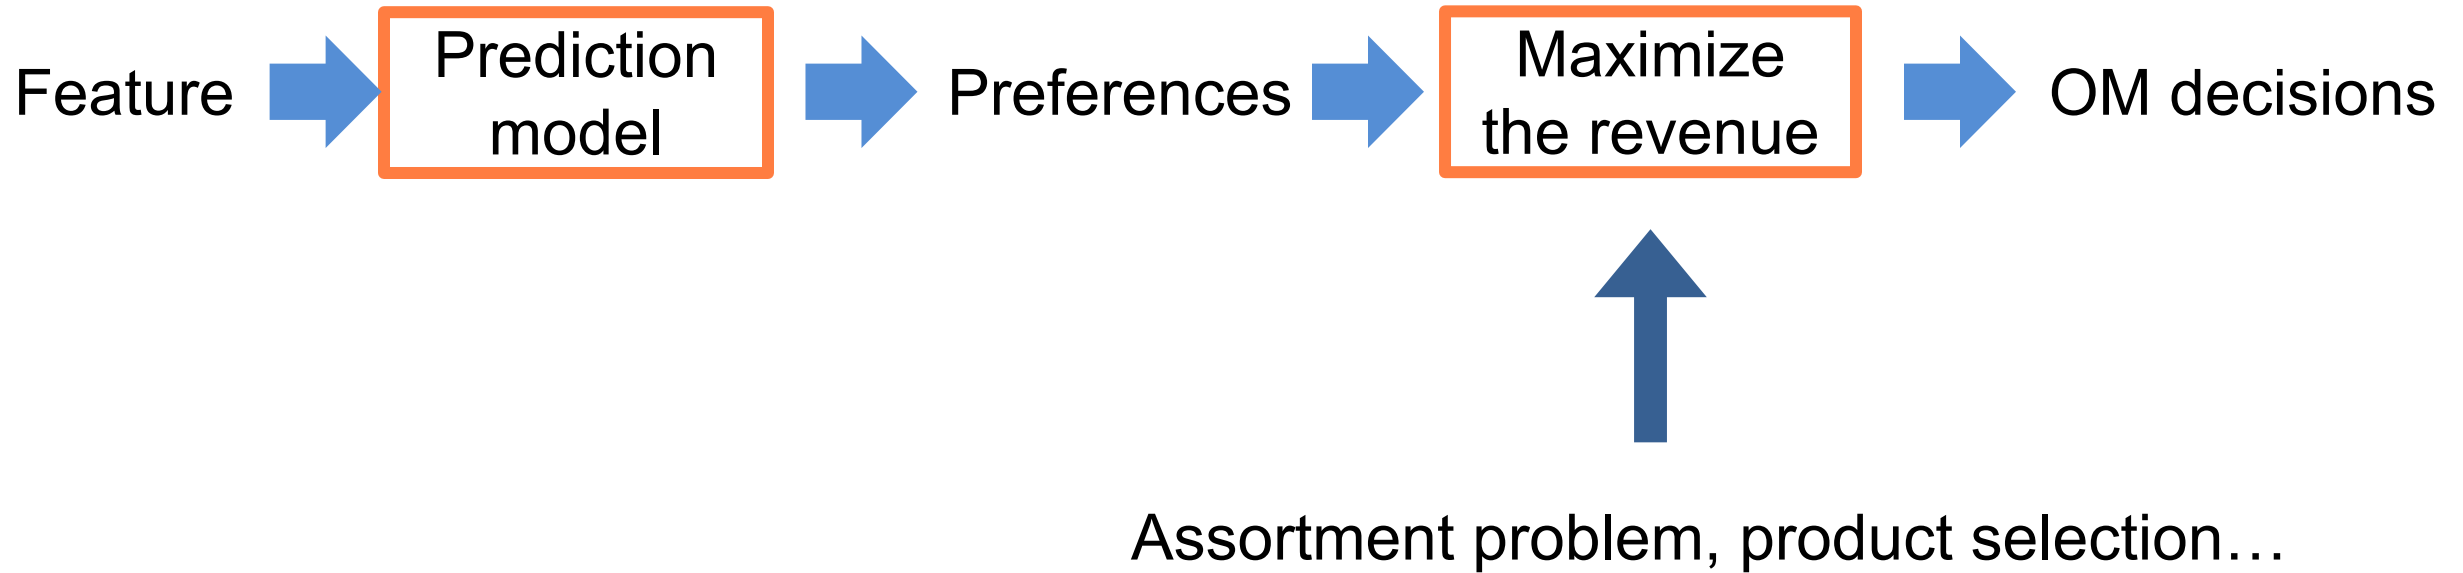 Feature
Prediction
model
Preferences
Maximize
the revenue
OM decisions
Assortment problem, product selection…